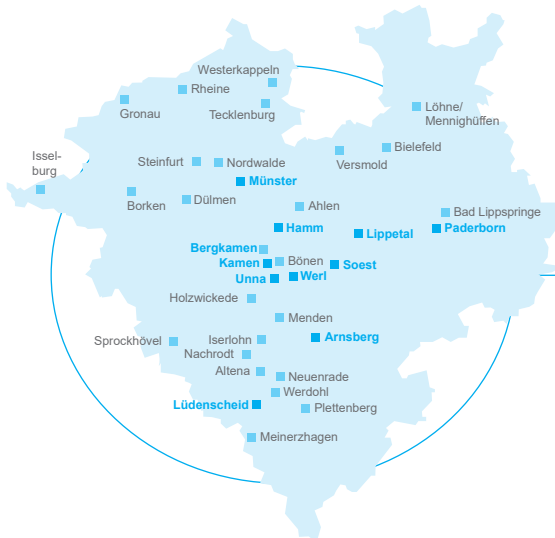 Westerkappeln
Rheine
Gronau
Tecklenburg
Löhne/
Mennighüffen
Bielefeld
Versmold
Issel-
burg
Steinfurt
Nordwalde
Münster
Borken
Dülmen
Ahlen
Bad Lippspringe
Paderborn
Hamm
Lippetal
Bergkamen
Kamen
Bönen
Soest
Unna
Werl
Holzwickede
Menden
Sprockhövel
Iserlohn
Arnsberg
Nachrodt
Altena
Neuenrade
Werdohl
Lüdenscheid
Plettenberg
Meinerzhagen